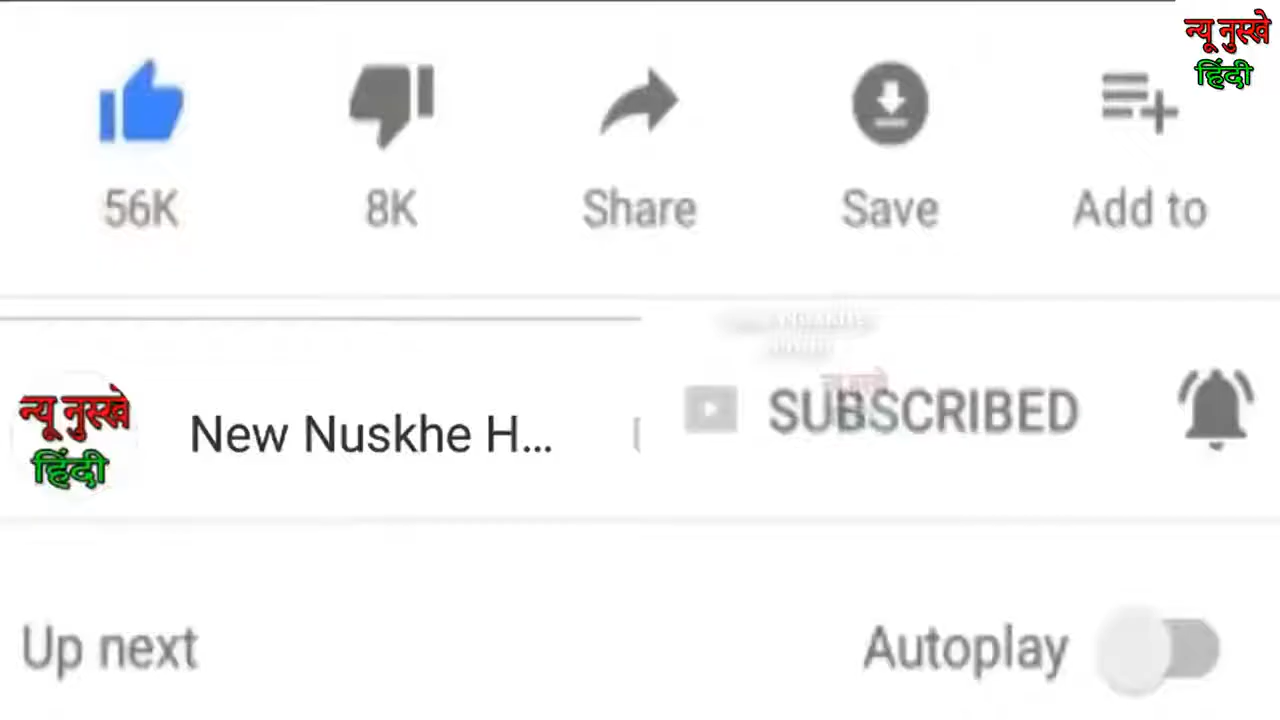 न्यू नुस्खे
हिंदी
56K
8K
Share
Save
Add to
न्यू नुस्खे
हिंदी
New Nuskhe H...
SUBSCRIBED
Up next
Autoplay